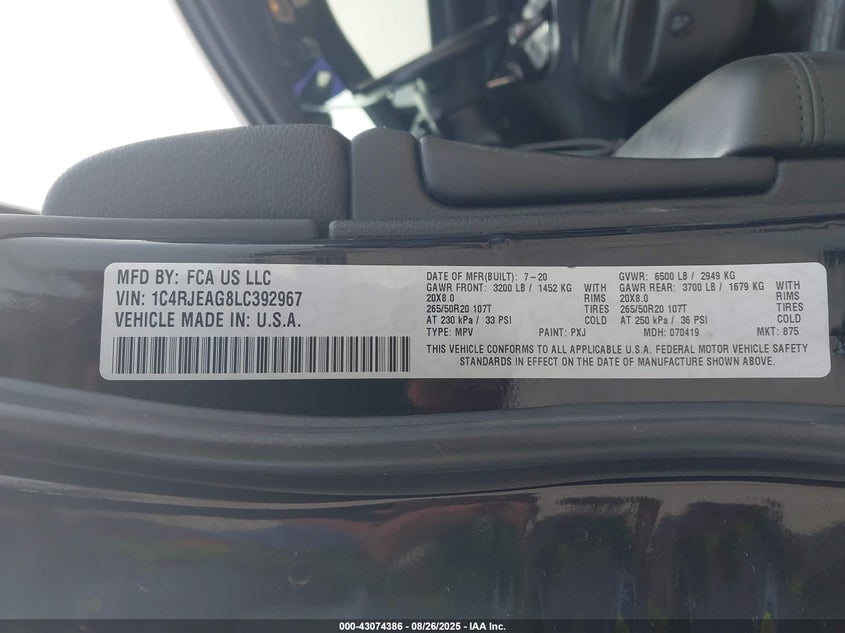 MFD BY: FCA US LLC
VIN: 1C4RJEAG8LC392967
VEHICLE MADE IN: U.S.A.
DATE OF MFR(BUILT): 7-20
GAWR FRONT: 3200 LB / 1452 KG WITH
20X8.0 RIMS
265/50R20 107T TIRES
AT 230 kPa / 33 PSI COLD
GVWR: 6500 LB / 2949 KG
GAWR REAR: 3700 LB / 1679 KG WITH
20X8.0 RIMS
265/50R20 107T TIRES
AT 250 kPa / 36 PSI COLD
TYPE: MPV PAINT: PXJ MDH: 070419 MKT: 875
THIS VEHICLE CONFORMS TO ALL APPLICABLE U.S.A. FEDERAL MOTOR VEHICLE SAFETY
STANDARDS IN EFFECT ON THE DATE OF MANUFACTURE SHOWN ABOVE.
000-43074386 - 08/26/2025 - IAA Inc.